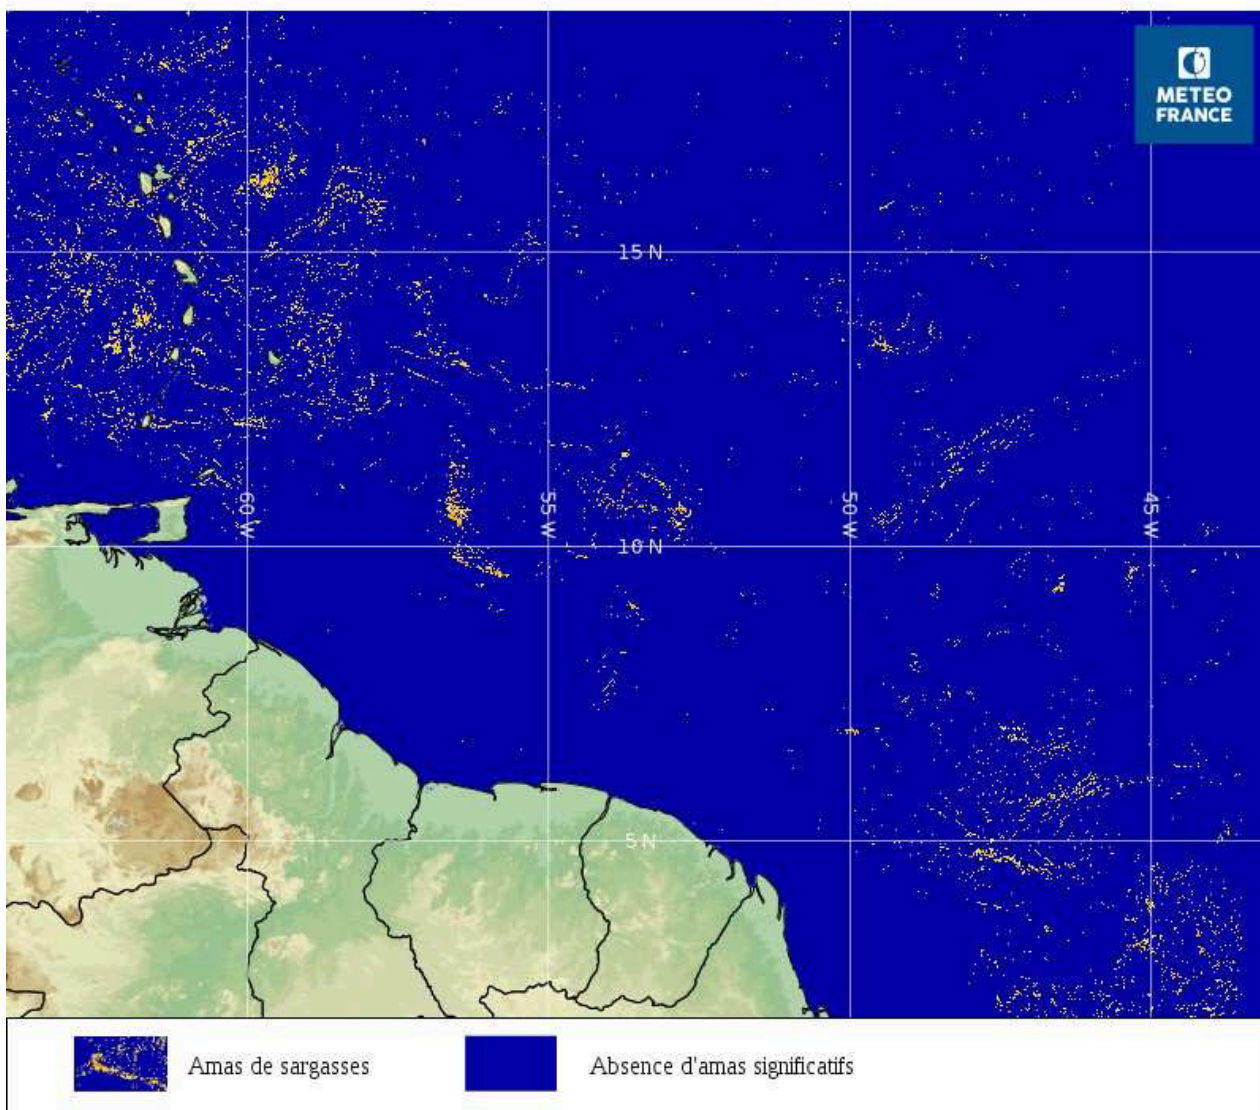 METEO
FRANCE
15 N
60 W
55 W
50 W
45 W
10 N
5 N
Amas de sargasses
Absence d'amas significatifs